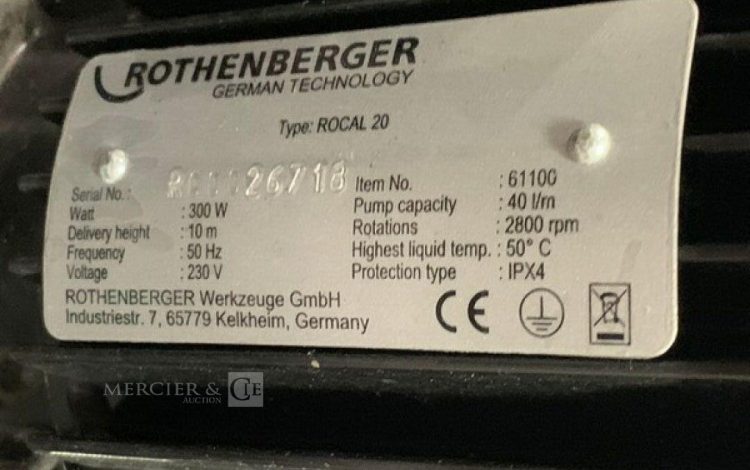 ROTHENBERGER
GERMAN TECHNOLOGY
Type: ROCAL 20
Serial No.:
Watt : 300 W
Delivery height : 10 m
Frequency : 50 Hz
Voltage : 230 V
Item No. : 61100
Pump capacity : 40 l/m
Rotations : 2800 rpm
Highest liquid temp. : 50° C
Protection type : IPX4
ROTHENBERGER Werkzeuge GmbH
Industriestr. 7, 65779 Kelkheim, Germany
CE
MERCIER & CIE
AUCTION